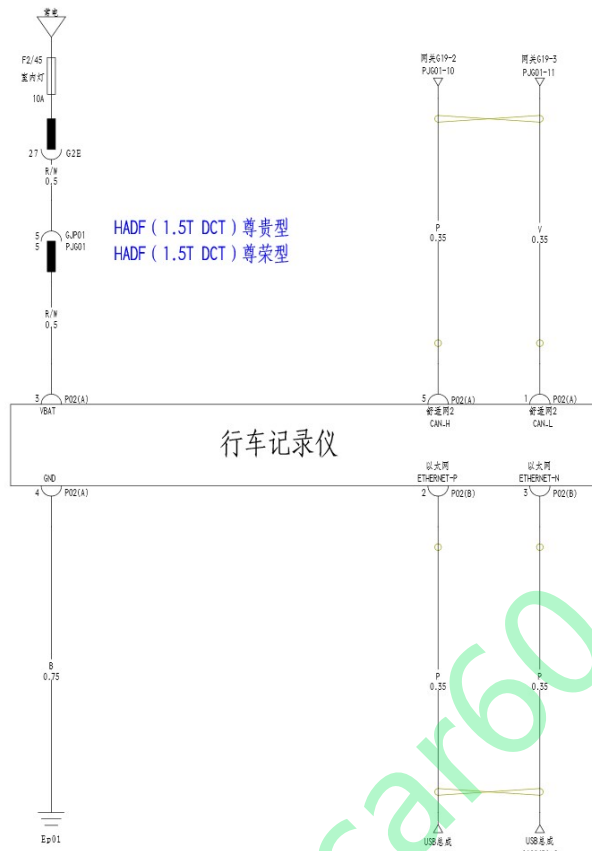 常电
F2/45
室内灯
10A
27 G2E
R/W
0.5
5 GJP01
5 PJG01
HADF（1.5T DCT）尊贵型
HADF（1.5T DCT）尊荣型
R/W
0.5
3 P02(A)
VBAT
网关G19-2
PJG01-10
网关G19-3
PJG01-11
P
0.35
V
0.35
5 P02(A)
舒适网2
CAN-H
1 P02(A)
舒适网2
CAN-L
行车记录仪
GND
4 P02(A)
以太网
ETHERNET-P
2 P02(B)
以太网
ETHERNET-N
3 P02(B)
B
0.75
P
0.35
P
0.35
Ep01
USB总成
USB总成
car60